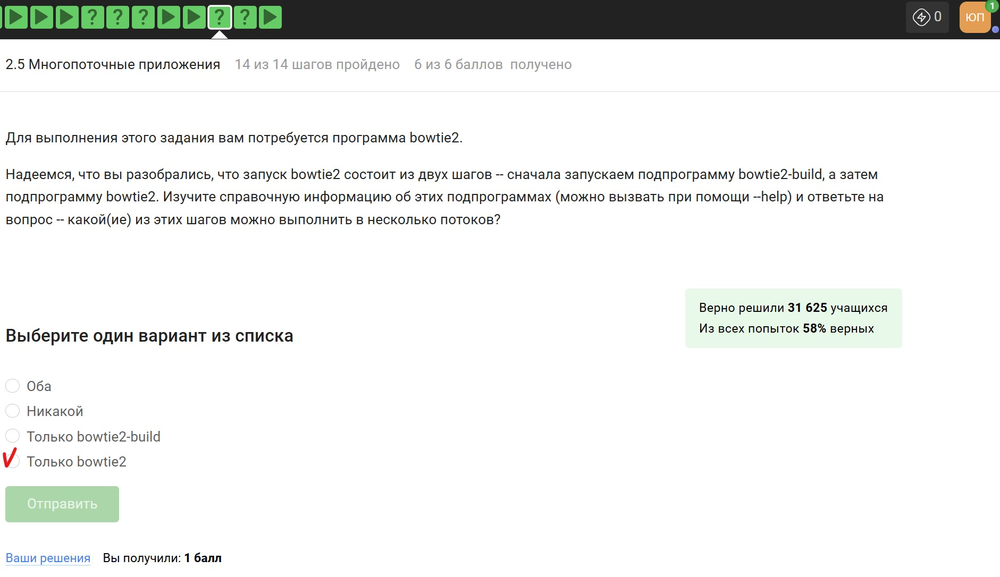 0
ЮП
1
2.5 Многопоточные приложения 14 из 14 шагов пройдено 6 из 6 баллов получено
Для выполнения этого задания вам потребуется программа bowtie2.
Надеемся, что вы разобрались, что запуск bowtie2 состоит из двух шагов -- сначала запускаем подпрограмму bowtie2-build, а затем
подпрограмму bowtie2. Изучите справочную информацию об этих подпрограммах (можно вызвать при помощи --help) и ответьте на
вопрос -- какой(ие) из этих шагов можно выполнить в несколько потоков?
Верно решили 31 625 учащихся
Из всех попыток 58% верных
Выберите один вариант из списка
Оба
Никакой
Только bowtie2-build
Только bowtie2
Отправить
Ваши решения Вы получили: 1 балл